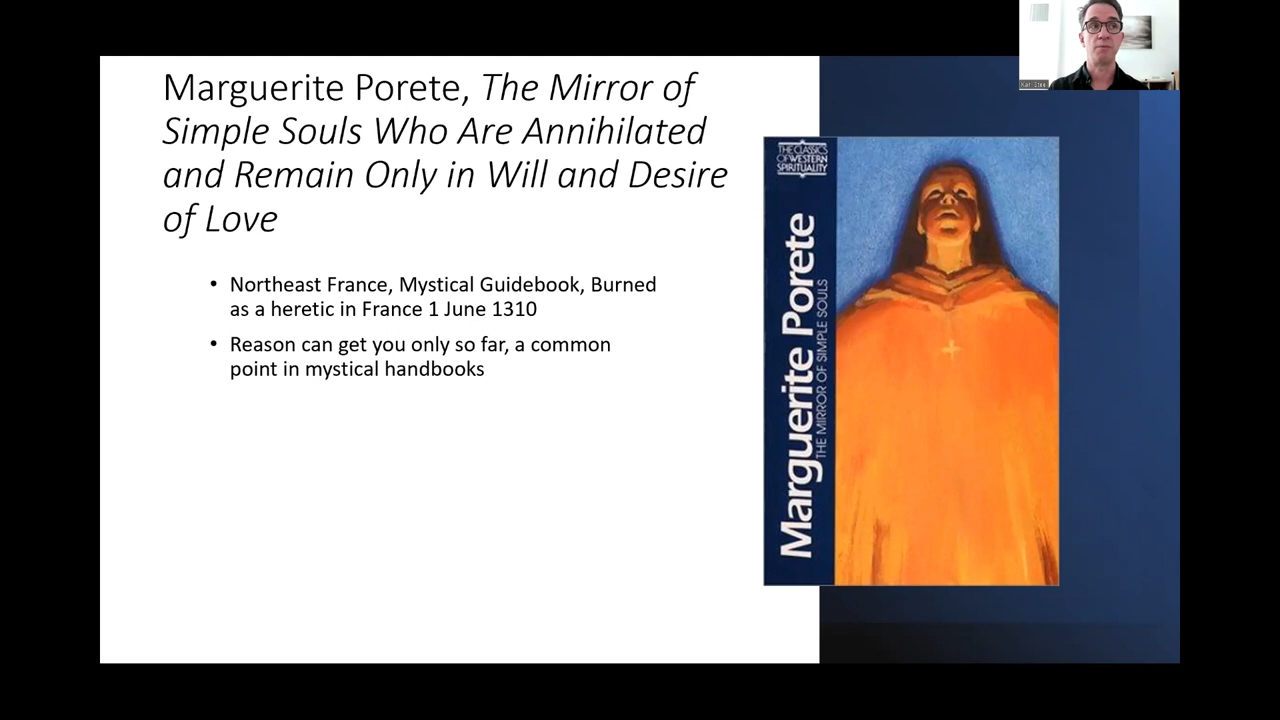 Marguerite Porete, The Mirror of
Simple Souls Who Are Annihilated
and Remain Only in Will and Desire
of Love
• Northeast France, Mystical Guidebook, Burned
as a heretic in France 1 June 1310
• Reason can get you only so far, a common
point in mystical handbooks
THE CLASSICS
OF WESTERN
SPIRITUALITY
Marguerite Porete
THE MIRROR OF SIMPLE SOULS